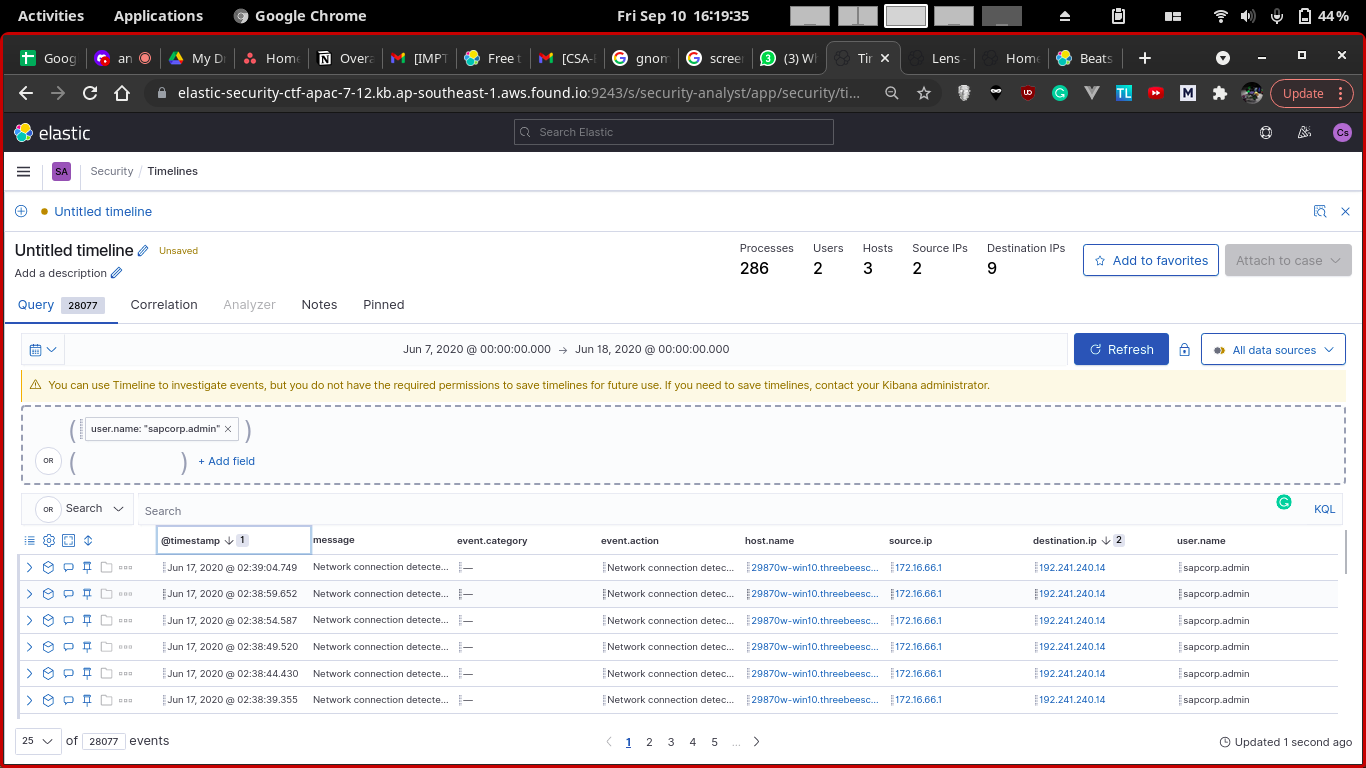 Activities Applications Google Chrome Fri Sep 10 16:19:35 44%
Goog an My D Home Overa [IMPT Free t [CSA- gnom scree (3) W Tir Lens Home Beats
elastic-security-ctf-apac-7-12.kb.ap-southeast-1.aws.found.io:9243/s/security-analyst/app/security/ti... Update
elastic Search Elastic Cs
SA Security / Timelines
Untitled timeline
Untitled timeline Unsaved
Processes Users Hosts Source IPs Destination IPs
286 2 3 2 9
Add to favorites Attach to case
Add a description
Query 28077 Correlation Analyzer Notes Pinned
Jun 7, 2020 @ 00:00:00.000 → Jun 18, 2020 @ 00:00:00.000 Refresh All data sources
You can use Timeline to investigate events, but you do not have the required permissions to save timelines for future use. If you need to save timelines, contact your Kibana administrator.
( user.name: "sapcorp.admin" × )
OR ( ) + Add field
OR Search Search KQL
@timestamp 1 message event.category event.action host.name source.ip destination.ip 2 user.name
Jun 17, 2020 @ 02:39:04.749 Network connection detecte... — Network connection detec... 29870w-win10.threebeesc... 172.16.66.1 192.241.240.14 sapcorp.admin
Jun 17, 2020 @ 02:38:59.652 Network connection detecte... — Network connection detec... 29870w-win10.threebeesc... 172.16.66.1 192.241.240.14 sapcorp.admin
Jun 17, 2020 @ 02:38:54.587 Network connection detecte... — Network connection detec... 29870w-win10.threebeesc... 172.16.66.1 192.241.240.14 sapcorp.admin
Jun 17, 2020 @ 02:38:49.520 Network connection detecte... — Network connection detec... 29870w-win10.threebeesc... 172.16.66.1 192.241.240.14 sapcorp.admin
Jun 17, 2020 @ 02:38:44.430 Network connection detecte... — Network connection detec... 29870w-win10.threebeesc... 172.16.66.1 192.241.240.14 sapcorp.admin
Jun 17, 2020 @ 02:38:39.355 Network connection detecte... — Network connection detec... 29870w-win10.threebeesc... 172.16.66.1 192.241.240.14 sapcorp.admin
25 of 28077 events 1 2 3 4 5 ... Updated 1 second ago